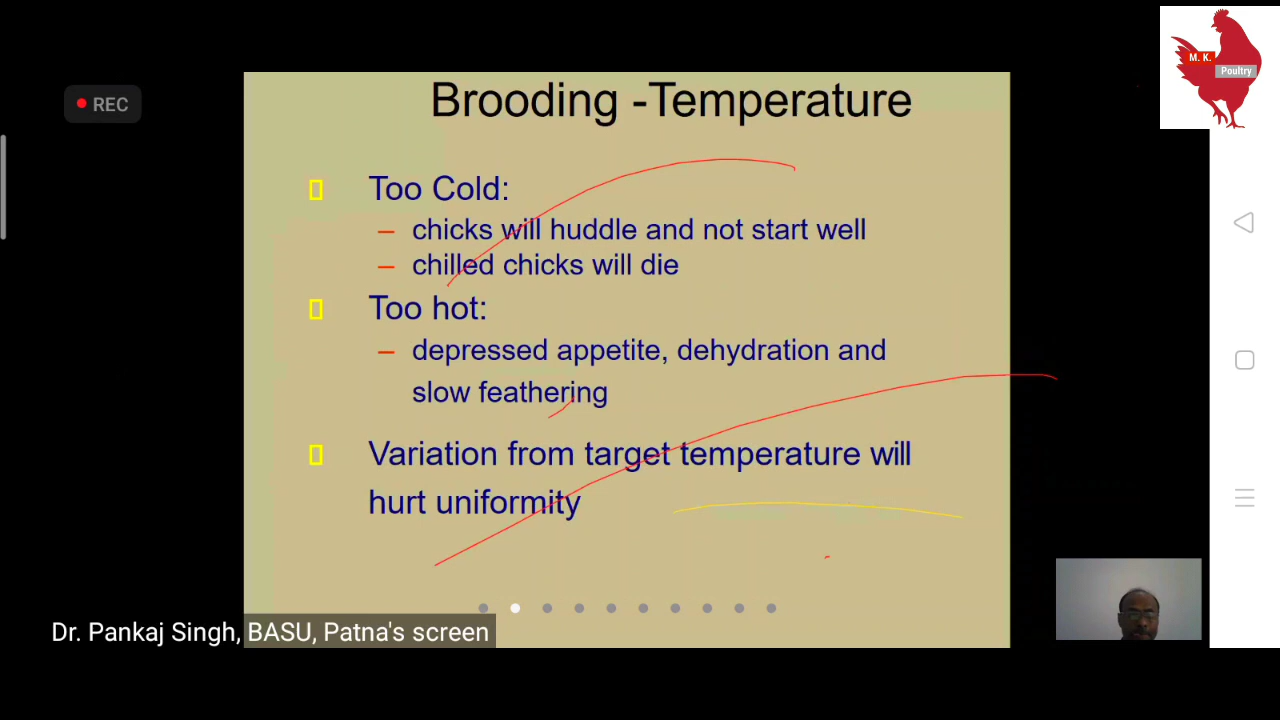 M. K.
Poultry
REC
Brooding -Temperature
Too Cold:
– chicks will huddle and not start well
– chilled chicks will die
Too hot:
– depressed appetite, dehydration and
slow feathering
Variation from target temperature will
hurt uniformity
Dr. Pankaj Singh, BASU, Patna's screen